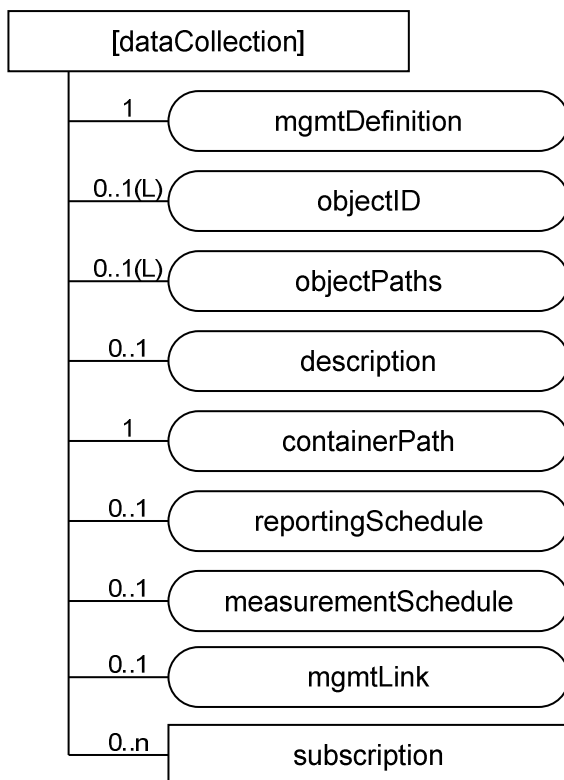 [dataCollection]
1
mgmtDefinition
0..1(L)
objectID
0..1(L)
objectPaths
0..1
description
1
containerPath
0..1
reportingSchedule
0..1
measurementSchedule
0..1
mgmtLink
0..n
subscription